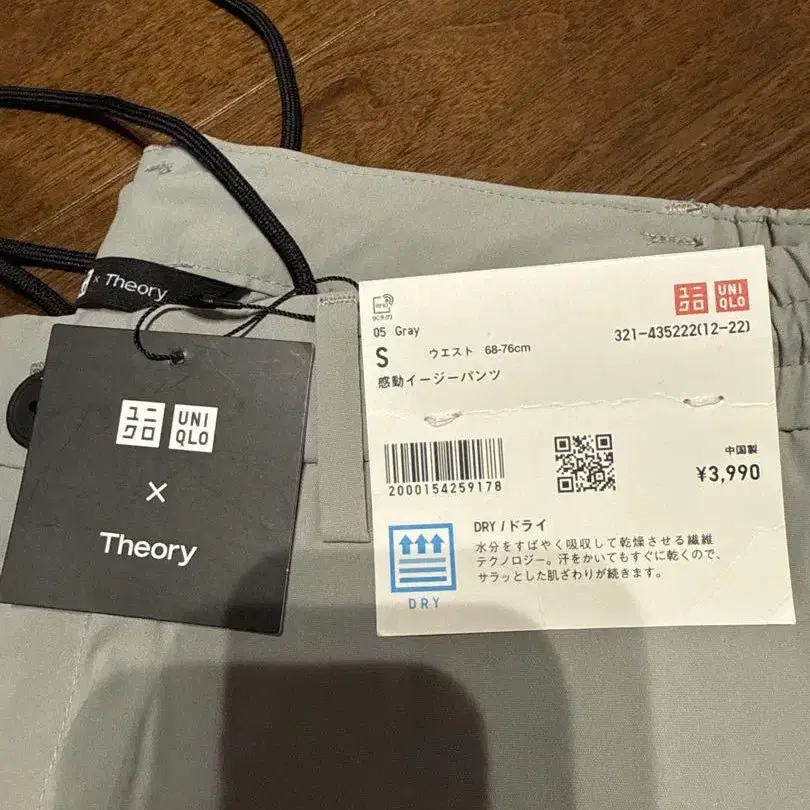 × Theory
ユニ
クロ
UNI
QLO
×
Theory
ユニ
クロ
UNI
QLO
05 Gray
321-435222(12-22)
S ウエスト 68-76cm
感動イージーパンツ
2000154259178
中国製
¥3,990
DRY
DRY/ドライ
水分をすばやく吸収して乾燥させる繊維
テクノロジー。汗をかいてもすぐに乾くので、
サラッとした肌ざわりが続きます。